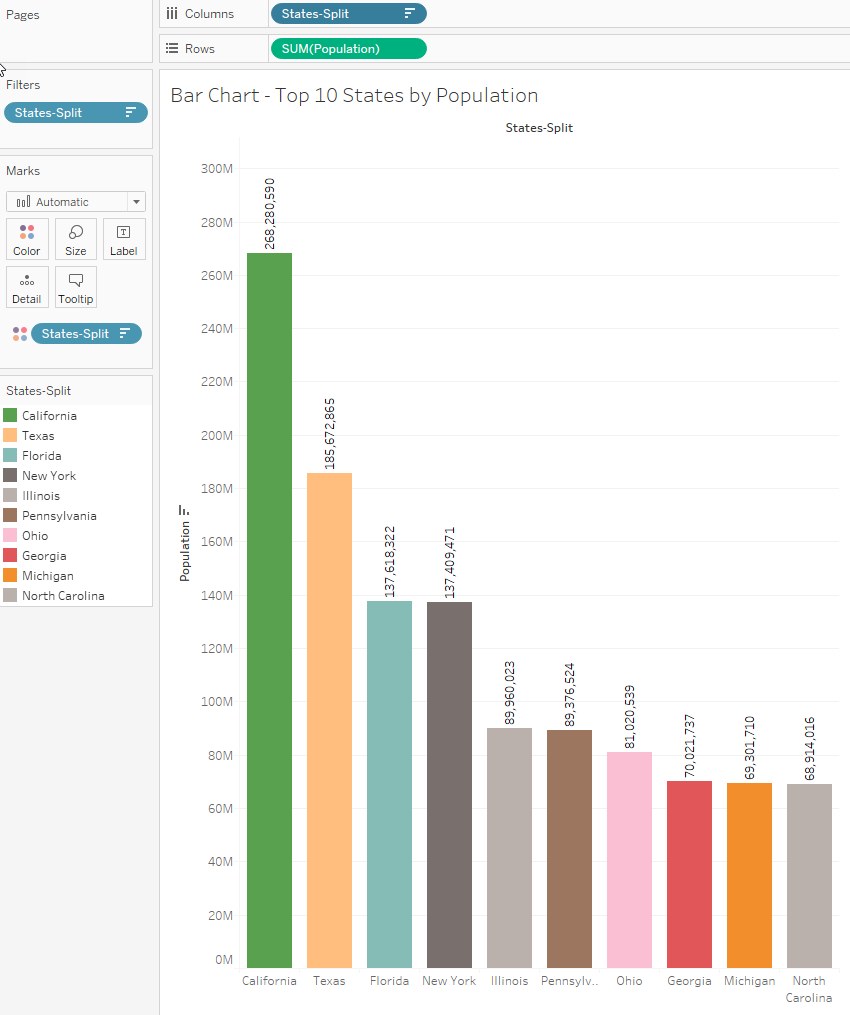 Pages
Columns
States-Split
Rows
SUM(Population)
Filters
States-Split
Marks
Automatic
Color
Size
T
Label
Detail
Tooltip
States-Split
States-Split
California
Texas
Florida
New York
Illinois
Pennsylvania
Ohio
Georgia
Michigan
North Carolina
Bar Chart - Top 10 States by Population
States-Split
Population
300M
280M
260M
240M
220M
200M
180M
160M
140M
120M
100M
80M
60M
40M
20M
0M
268,280,590
185,672,865
137,618,322
137,409,471
89,960,023
89,376,524
81,020,539
70,021,737
69,301,710
68,914,016
California
Texas
Florida
New York
Illinois
Pennsylv..
Ohio
Georgia
Michigan
North
Carolina